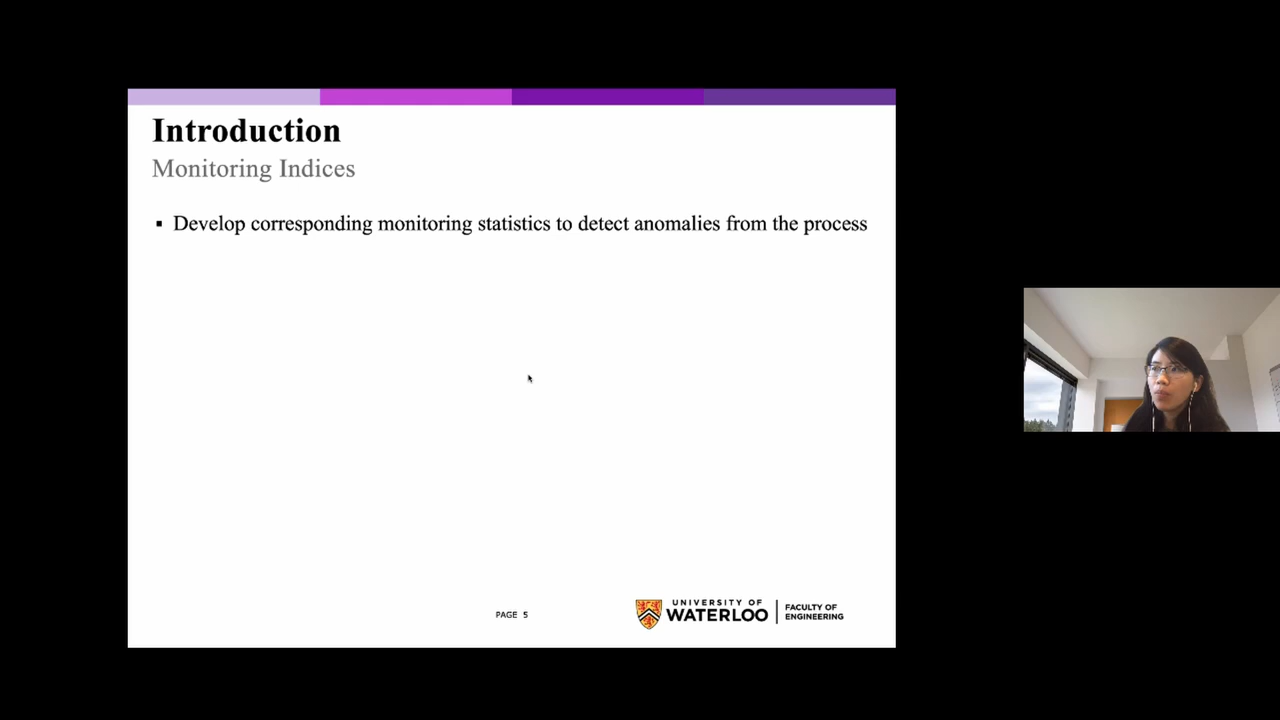 Introduction
Monitoring Indices
▪ Develop corresponding monitoring statistics to detect anomalies from the process
PAGE 5
UNIVERSITY OF
WATERLOO
FACULTY OF
ENGINEERING